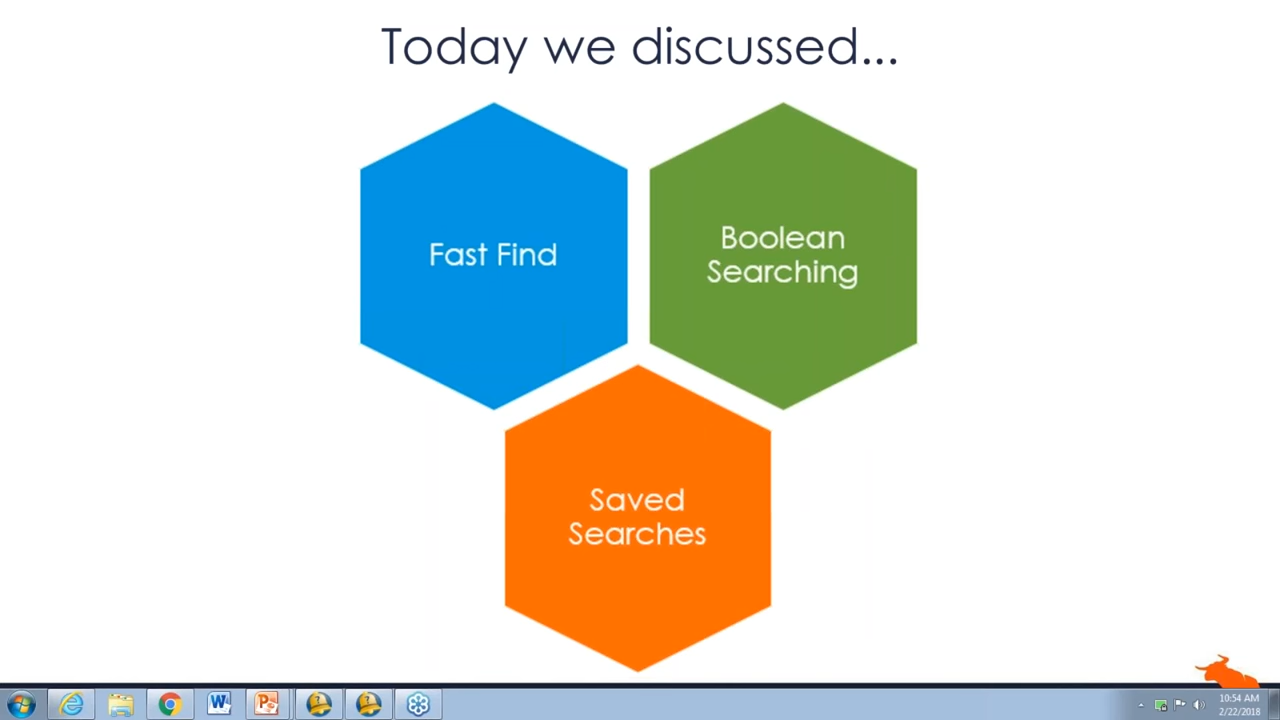 Today we discussed...
Fast Find
Boolean
Searching
Saved
Searches
10:54 AM
2/22/2018